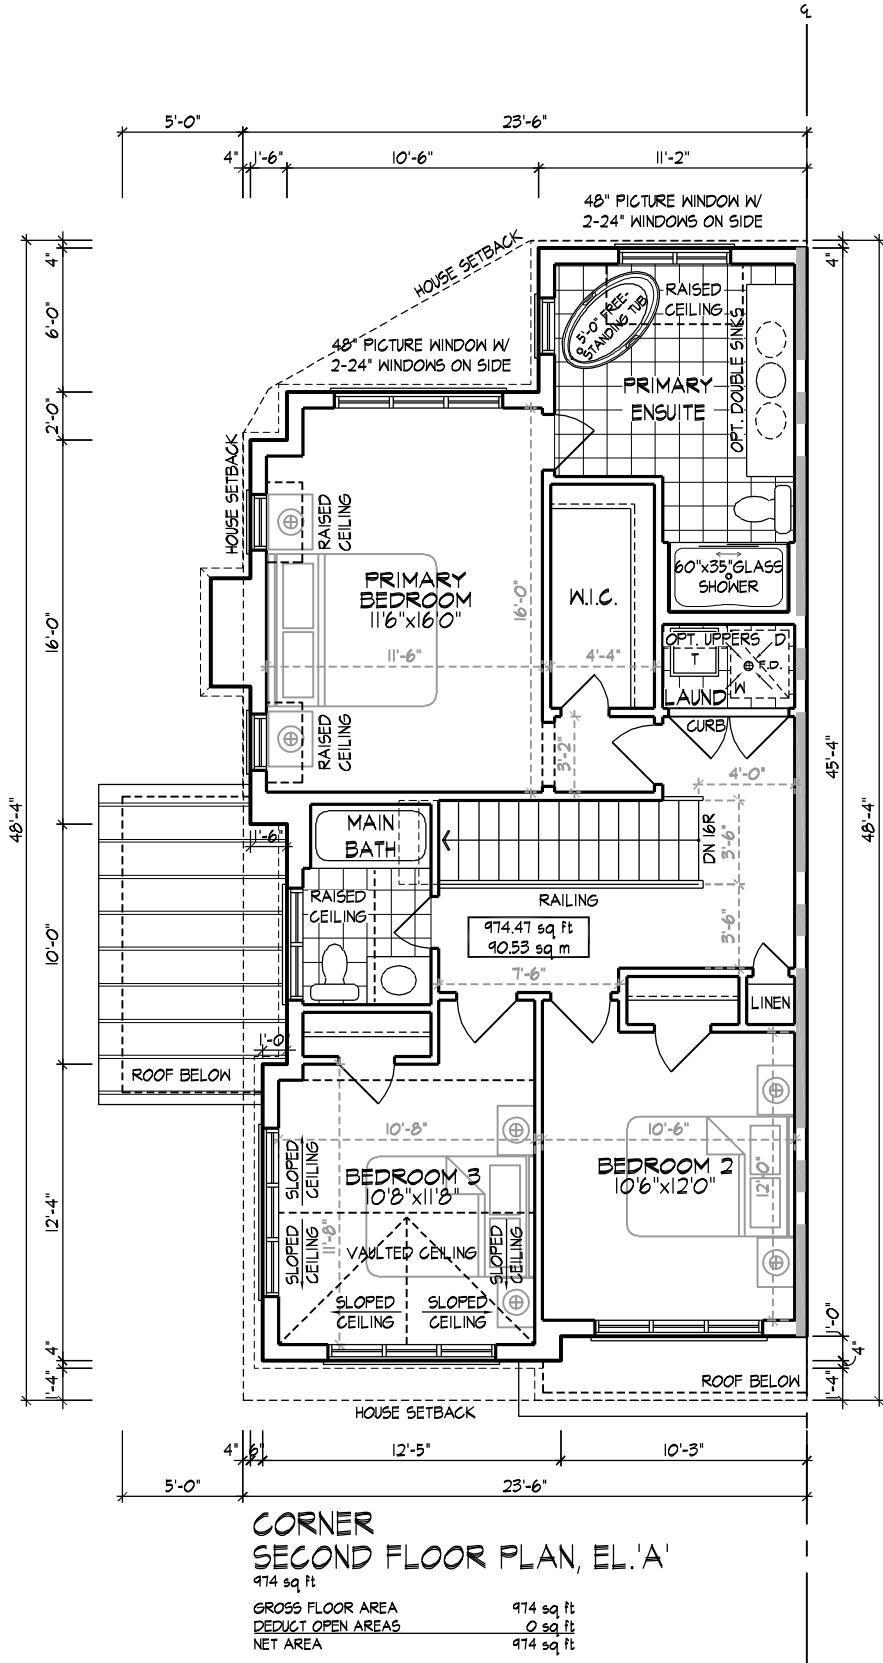 ℄
5'-0"
23'-6"
4"
1'-6"
10'-6"
11'-2"
48" PICTURE WINDOW W/
2-24" WINDOWS ON SIDE
HOUSE SETBACK
4"
4"
6'-0"
RAISED
CEILING
5'-0" FREE-
STANDING TUB
OPT. DOUBLE SINKS
48" PICTURE WINDOW W/
2-24" WINDOWS ON SIDE
PRIMARY
ENSUITE
2'-0"
HOUSE SETBACK
RAISED
CEILING
PRIMARY
BEDROOM
11'6"x16'0"
16'-0"
W.I.C.
60"x35"GLASS
SHOWER
16'-0"
11'-6"
4'-4"
OPT. UPPERS
D
T
F.D.
W
LAUND
CURB
RAISED
CEILING
3'-2"
4'-0"
45'-4"
48'-4"
48'-4"
1'-6"
MAIN
BATH
DN 16R
3'-6"
RAISED
CEILING
RAILING
974.47 sq ft
90.53 sq m
3'-6"
10'-0"
7'-6"
LINEN
1'-0"
ROOF BELOW
10'-8"
10'-6"
SLOPED
CEILING
BEDROOM 3
10'8"x11'8"
BEDROOM 2
10'6"x12'0"
12'-0"
12'-4"
11'-8"
SLOPED
CEILING
VAULTED CEILING
SLOPED
CEILING
SLOPED
CEILING
SLOPED
CEILING
1'-0"
4"
4"
1'-4"
1'-4"
ROOF BELOW
HOUSE SETBACK
4"
6"
12'-5"
10'-3"
5'-0"
23'-6"
CORNER
SECOND FLOOR PLAN, EL.'A'
974 sq ft
GROSS FLOOR AREA 974 sq ft
DEDUCT OPEN AREAS 0 sq ft
NET AREA 974 sq ft